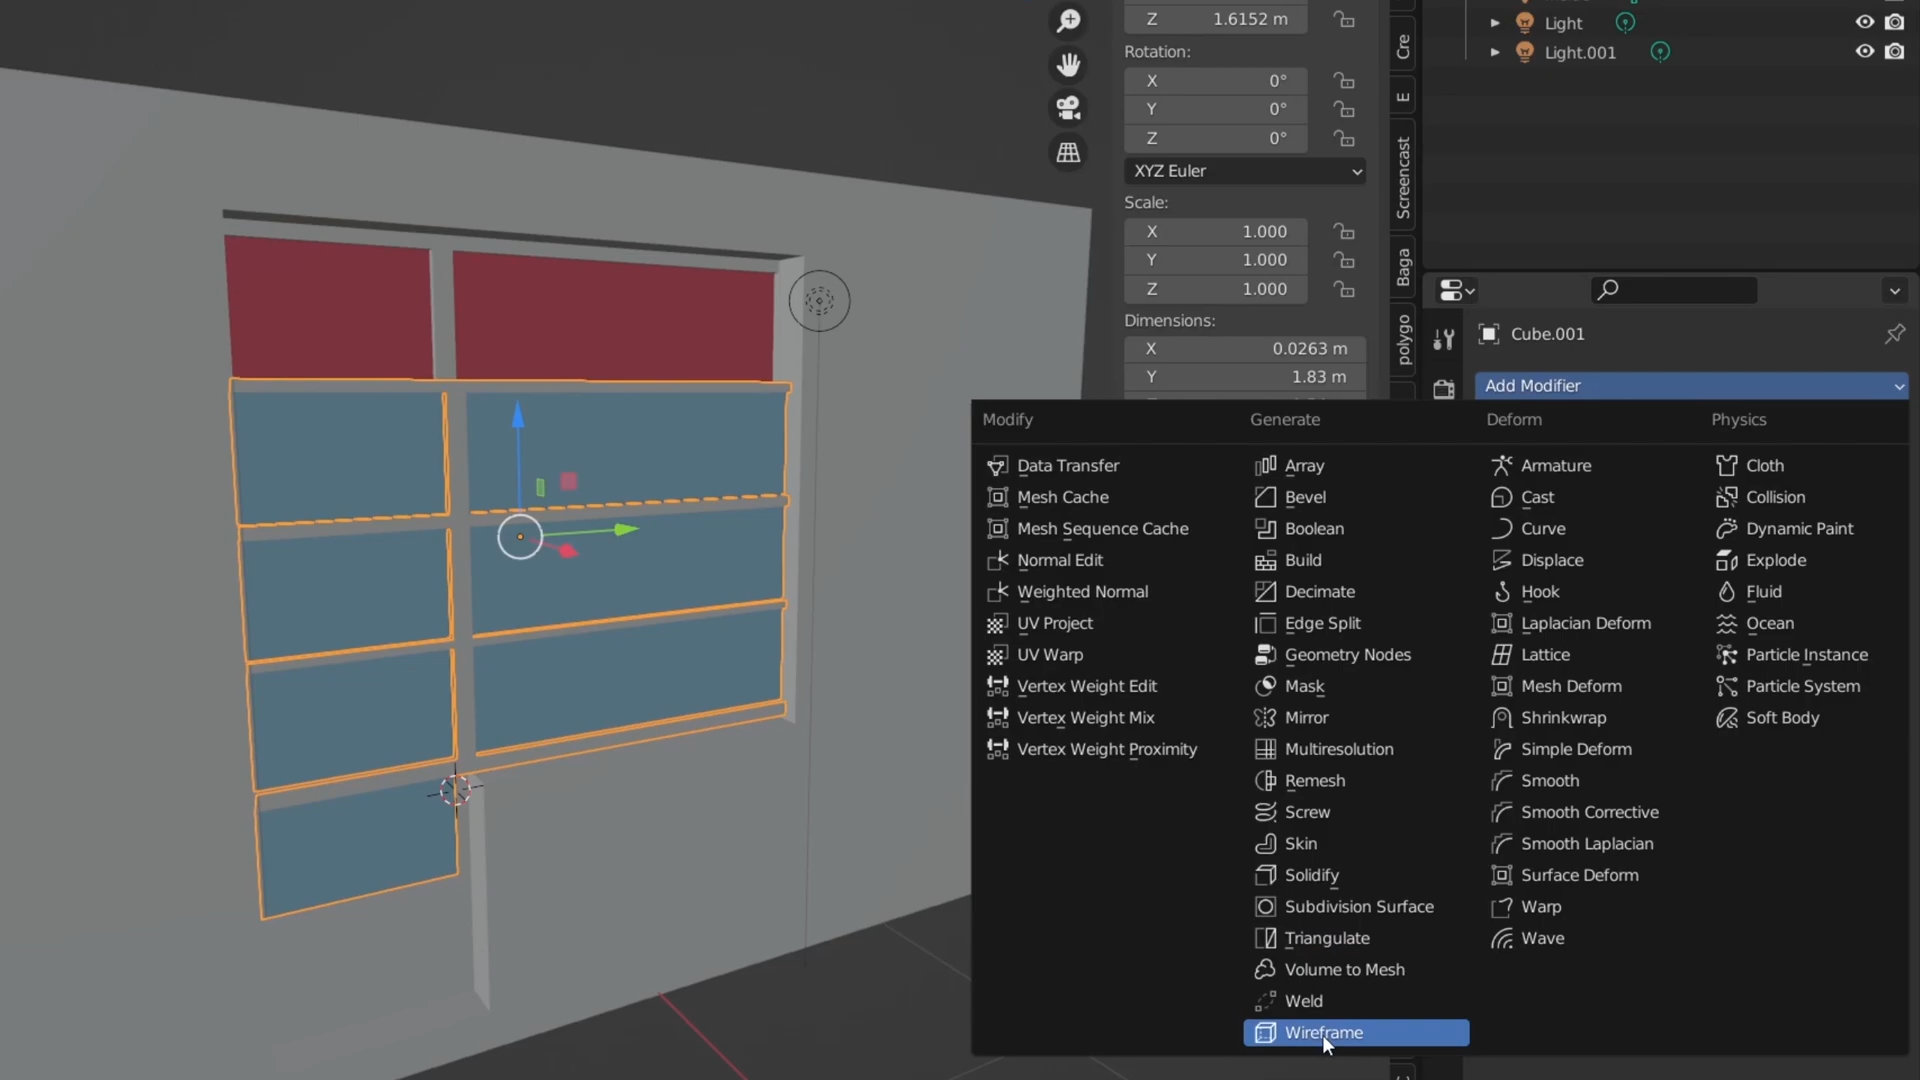 Z 1.6152 m
Rotation:
X 0°
Y 0°
Z 0°
XYZ Euler
Scale:
X 1.000
Y 1.000
Z 1.000
Dimensions:
X 0.0263 m
Y 1.83 m
Cre
E
Screencast
Baga
polygo
Light
Light.001
Cube.001
Add Modifier
Modify
Data Transfer
Mesh Cache
Mesh Sequence Cache
Normal Edit
Weighted Normal
UV Project
UV Warp
Vertex Weight Edit
Vertex Weight Mix
Vertex Weight Proximity
Generate
Array
Bevel
Boolean
Build
Decimate
Edge Split
Geometry Nodes
Mask
Mirror
Multiresolution
Remesh
Screw
Skin
Solidify
Subdivision Surface
Triangulate
Volume to Mesh
Weld
Wireframe
Deform
Armature
Cast
Curve
Displace
Hook
Laplacian Deform
Lattice
Mesh Deform
Shrinkwrap
Simple Deform
Smooth
Smooth Corrective
Smooth Laplacian
Surface Deform
Warp
Wave
Physics
Cloth
Collision
Dynamic Paint
Explode
Fluid
Ocean
Particle Instance
Particle System
Soft Body